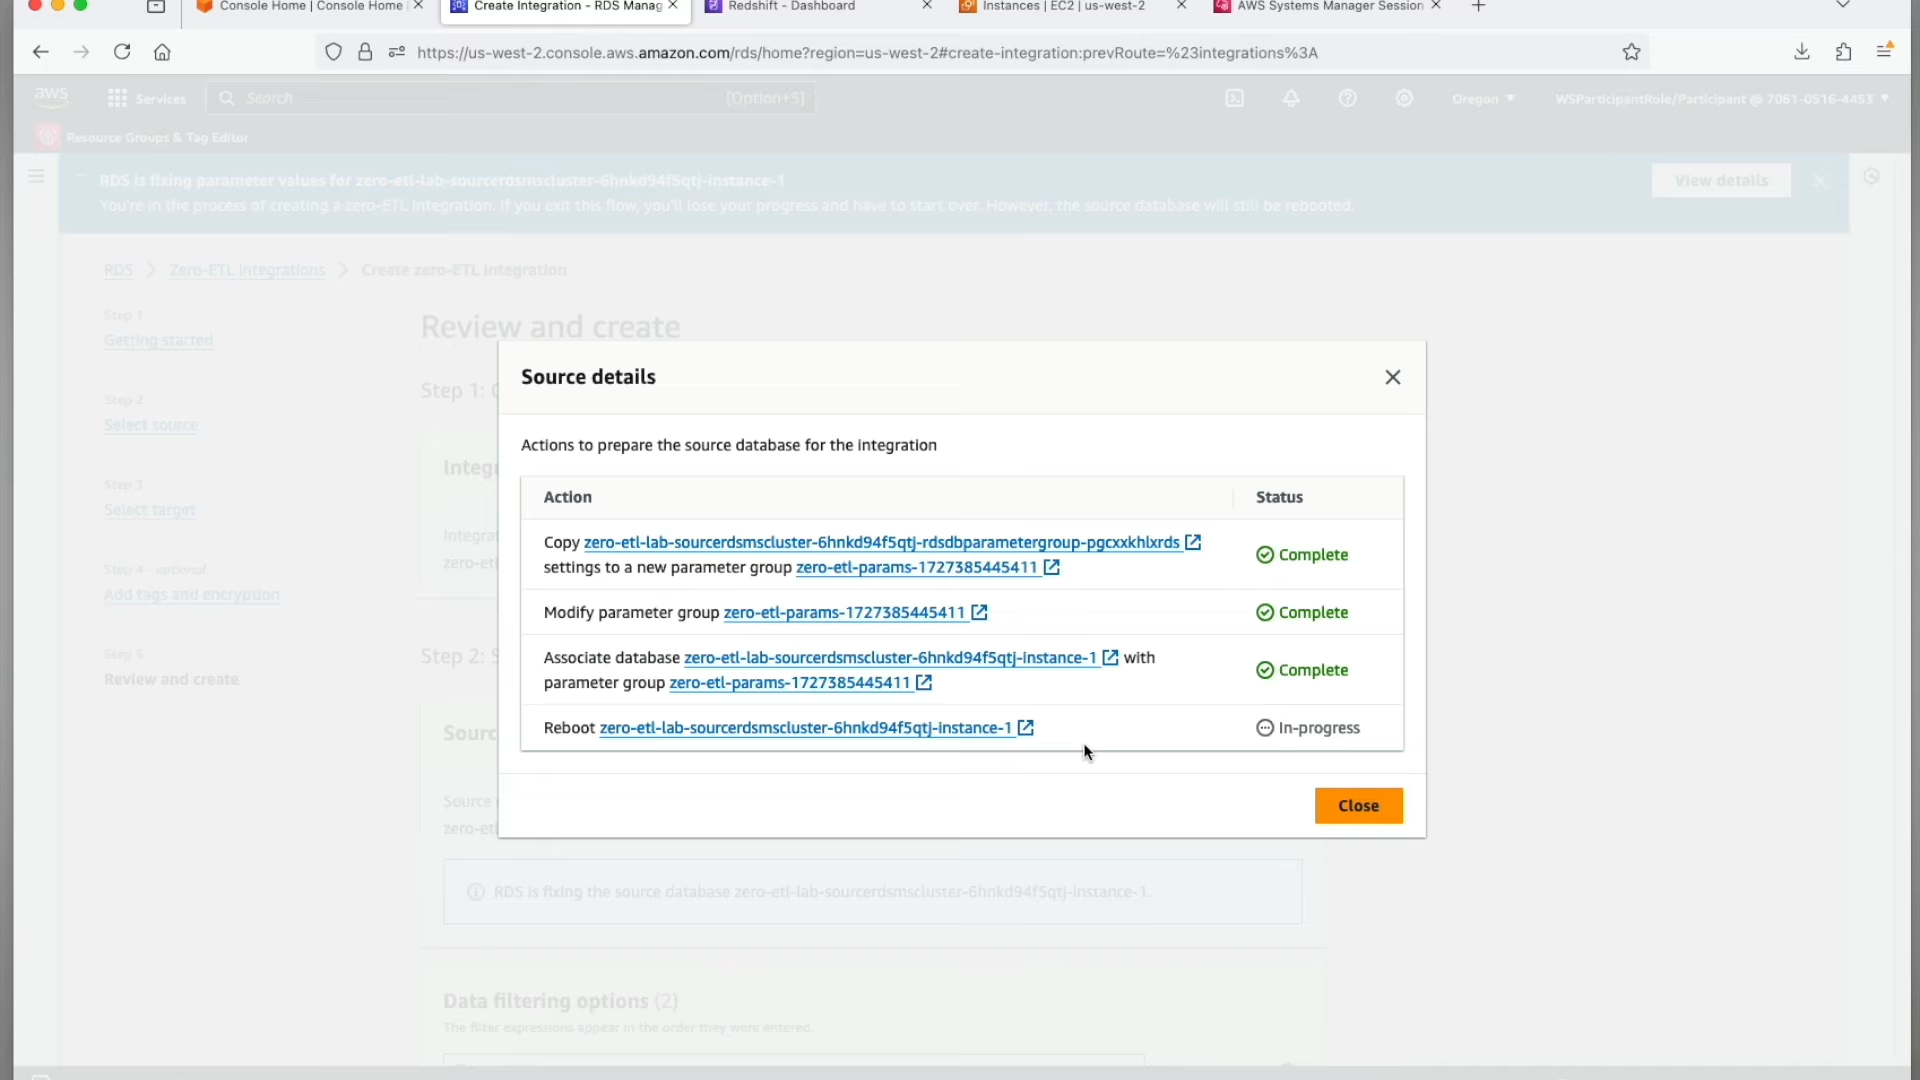 Console Home | Console Home
Create Integration - RDS Manag
Redshift - Dashboard
Instances | EC2 | us-west-2
AWS Systems Manager Session
https://us-west-2.console.aws.amazon.com/rds/home?region=us-west-2#create-integration:prevRoute=%23integrations%3A
aws
Services
Search
[Option+S]
Oregon
WSParticipantRole/Participant @ 7061-0516-4453
Resource Groups & Tag Editor
RDS is fixing parameter values for zero-etl-lab-sourcerdsmscluster-6hnkd94f5qtj-instance-1
You're in the process of creating a zero-ETL integration. If you exit this flow, you'll lose your progress and have to start over. However, the source database will still be rebooted.
View details
RDS
Zero-ETL integrations
Create zero-ETL integration
Step 1
Getting started
Step 2
Select source
Step 3
Select target
Step 4 - optional
Add tags and encryption
Step 5
Review and create
Review and create
Step 1:
Integr
Integra
zero-etl
Step 2: S
Sourc
Source
zero-etl
Source details
Actions to prepare the source database for the integration
Action
Status
Copy zero-etl-lab-sourcerdsmscluster-6hnkd94f5qtj-rdsdbparametergroup-pgcxxkhlxrds
settings to a new parameter group zero-etl-params-1727385445411
Complete
Modify parameter group zero-etl-params-1727385445411
Complete
Associate database zero-etl-lab-sourcerdsmscluster-6hnkd94f5qtj-instance-1 with
parameter group zero-etl-params-1727385445411
Complete
Reboot zero-etl-lab-sourcerdsmscluster-6hnkd94f5qtj-instance-1
In-progress
Close
RDS is fixing the source database zero-etl-lab-sourcerdsmscluster-6hnkd94f5qtj-instance-1.
Data filtering options (2)
The filter expressions appear in the order they were entered.